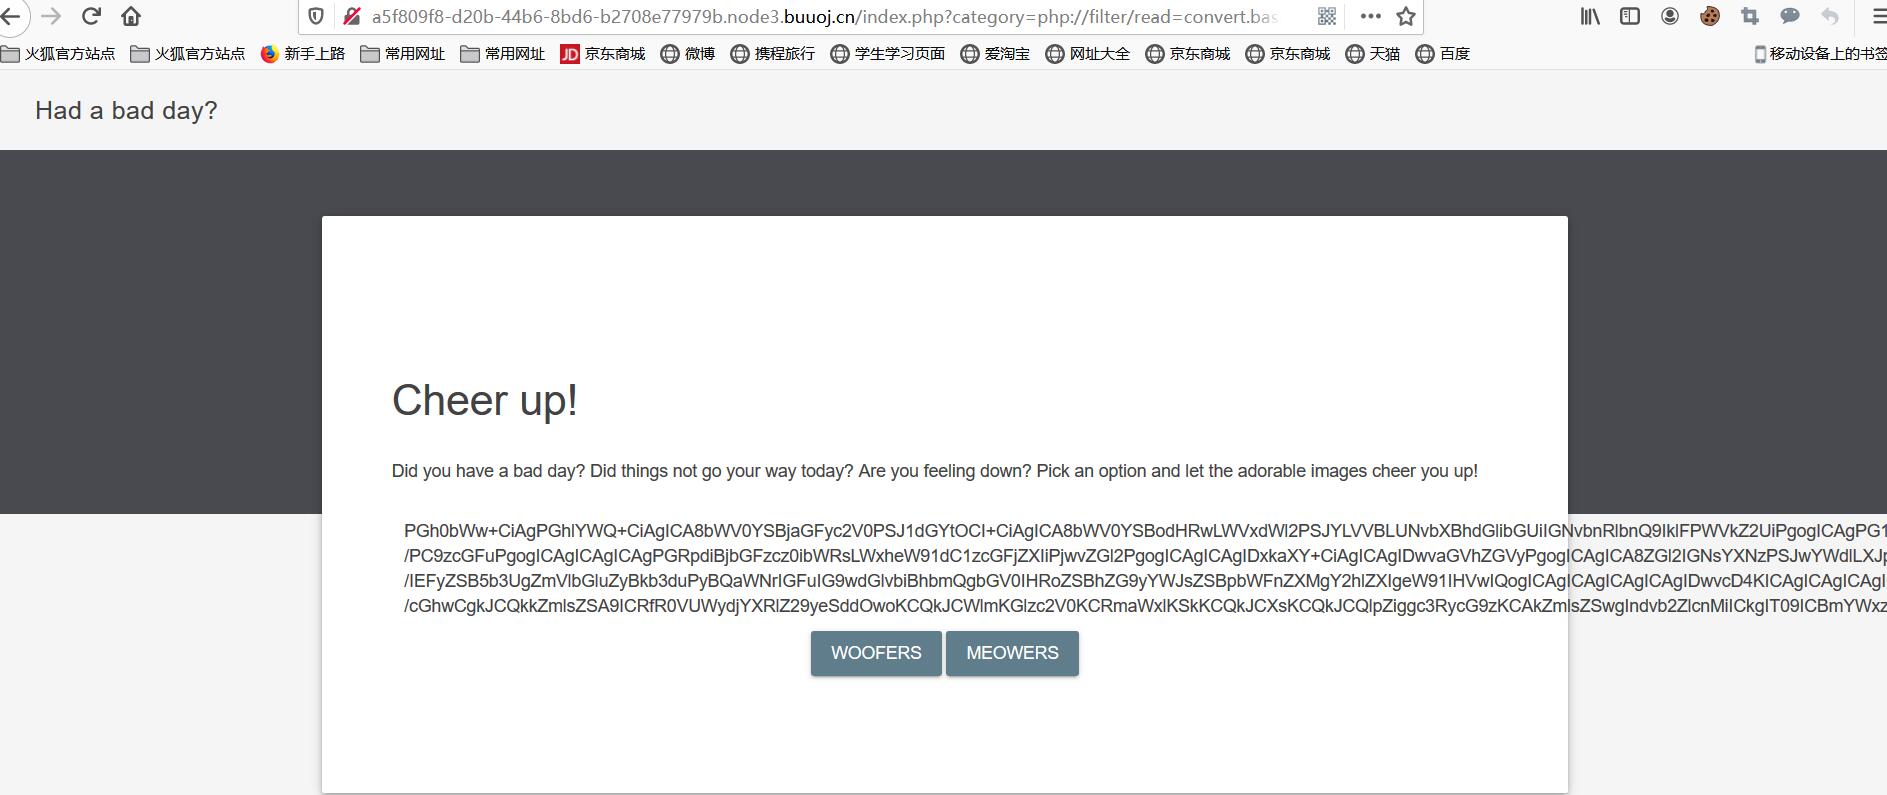 a5f809f8-d20b-44b6-8bd6-b2708e77979b.node3.buuoj.cn/index.php?category=php://filter/read=convert.bas
火狐官方站点 火狐官方站点 新手上路 常用网址 常用网址 JD 京东商城 微博 携程旅行 学生学习页面 爱淘宝 网址大全 京东商城 京东商城 天猫 百度 移动设备上的书签
Had a bad day?
Cheer up!
Did you have a bad day? Did things not go your way today? Are you feeling down? Pick an option and let the adorable images cheer you up!
PGh0bWw+CiAgPGhlYWQ+CiAgICA8bWV0YSBjaGFyc2V0PSJ1dGYtOCI+CiAgICA8bWV0YSBodHRwLWVxdWl2PSJYLVVBLUNvbXBhdGlibGUiIGNvbnRlbnQ9IklFPWVkZ2UiPgogICAgPG1
/PC9zcGFuPgogICAgICAgICAgPGRpdiBjbGFzcz0ibWRsLWxheW91dC1zcGFjZXIiPjwvZGl2PgogICAgICAgIDxkaXY+CiAgICAgIDwvaGVhZGVyPgogICAgICA8ZGl2IGNsYXNzPSJwYWdlLXJp
/IEFyZSB5b3UgZmVlbGluZyBkb3duPyBQaWNrIGFuIG9wdGlvbiBhbmQgbGV0IHRoZSBhZG9yYWJsZSBpbWFnZXMgY2hlZXIgeW91IHVwIQogICAgICAgICAgICAgIDwvcD4KICAgICAgICAgI
/cGhwCgkJCQkkZmlsZSA9ICRfR0VUWydjYXRlZ29yeSddOwoKCQkJCWlmKGlzc2V0KCRmaWxlKSkKCQkJCXsKCQkJCQlpZiggc3RycG9zKCAkZmlsZSwgIndvb2ZlcnMiICkgIT09ICBmYWxz
WOOFERS MEOWERS